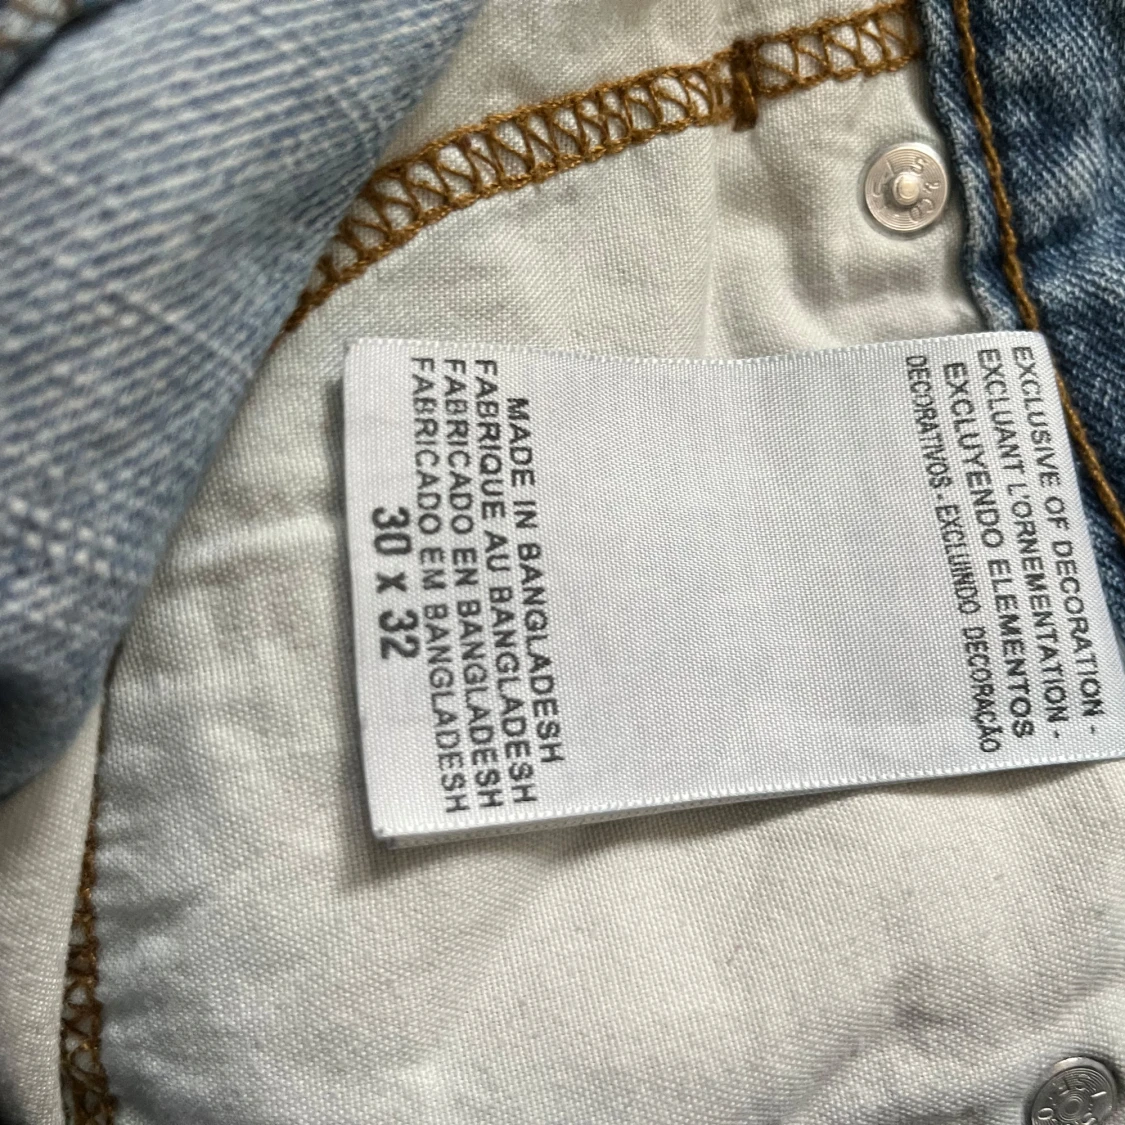 EXCLUSIVE OF DECORATION -
EXCLUANT L'ORNEMENTATION -
EXCLUYENDO ELEMENTOS
DECORATIVOS - EXCLUINDO DECORAÇÃO
MADE IN BANGLADESH
FABRIQUE AU BANGLADESH
FABRICADO EN BANGLADESH
FABRICADO EM BANGLADESH
30 x 32